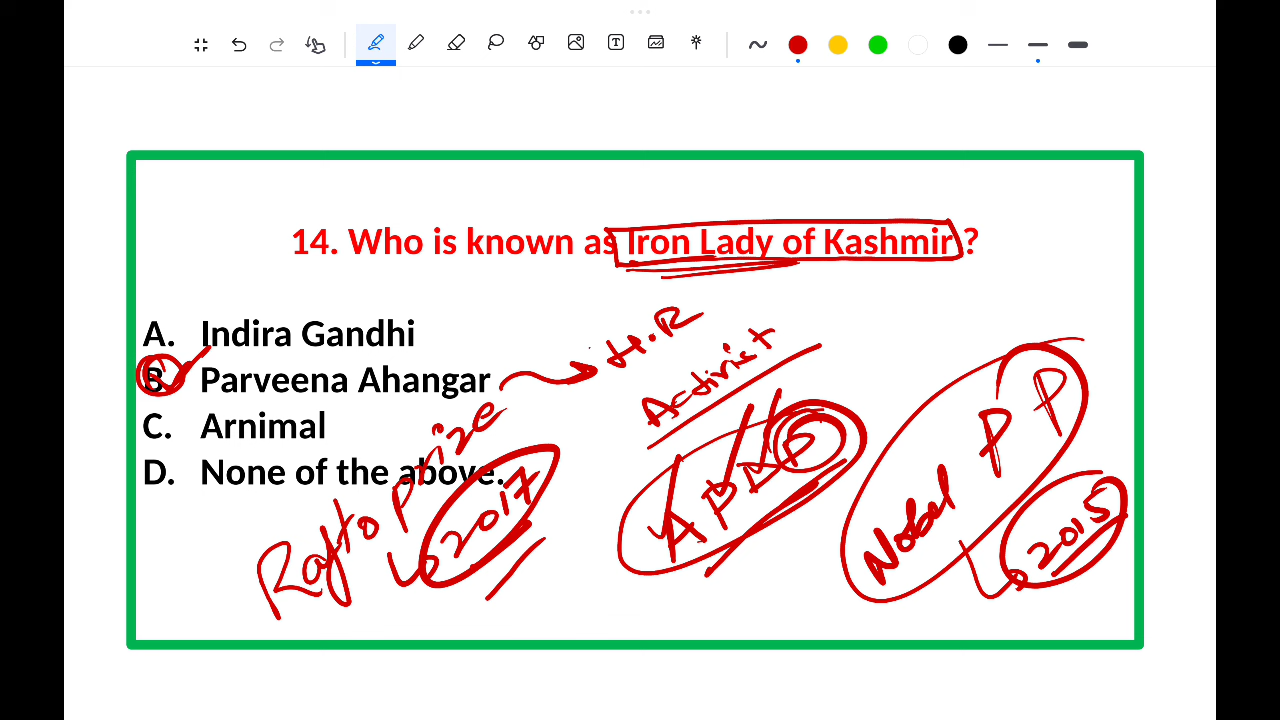 14. Who is known as Iron Lady of Kashmir ?
A. Indira Gandhi
B. Parveena Ahangar
C. Arnimal
D. None of the above.
H.R
Activist
APDP
Rafto Prize
2017
Nobel P P
2015
T